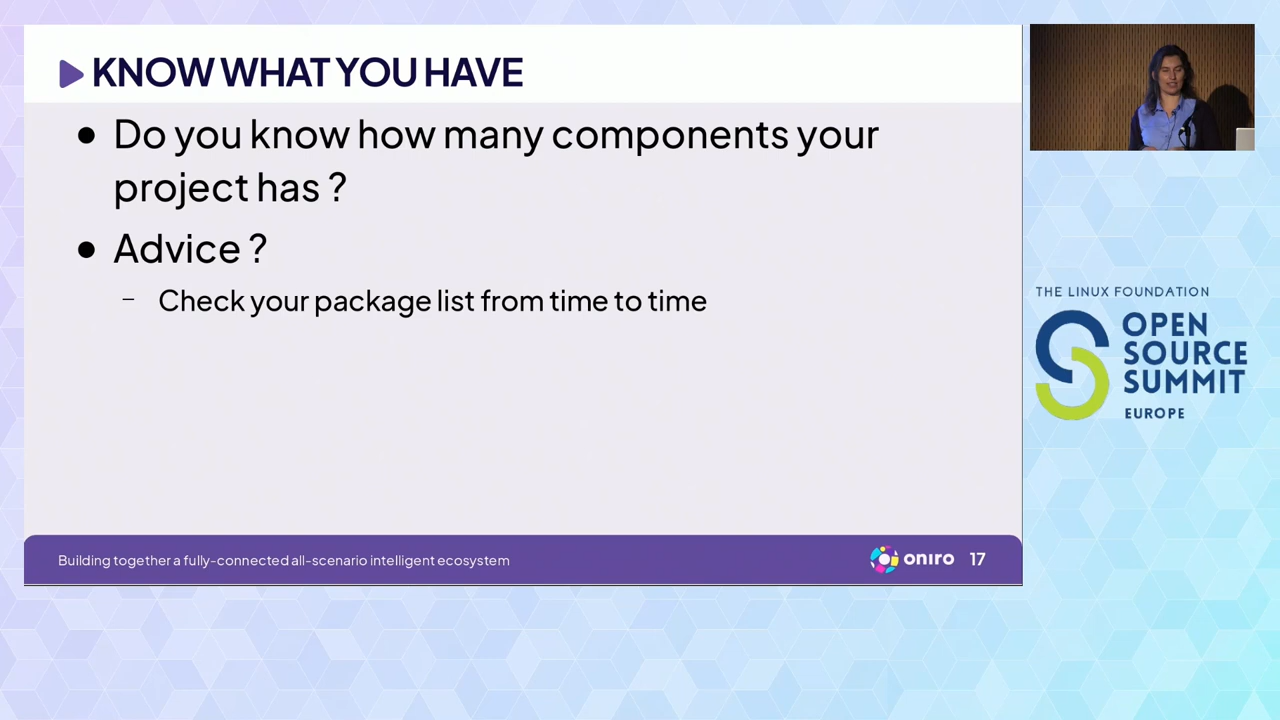 KNOW WHAT YOU HAVE
● Do you know how many components your
project has ?
● Advice ?
– Check your package list from time to time
Building together a fully-connected all-scenario intelligent ecosystem
oniro 17
THE LINUX FOUNDATION
OPEN
SOURCE
SUMMIT
EUROPE